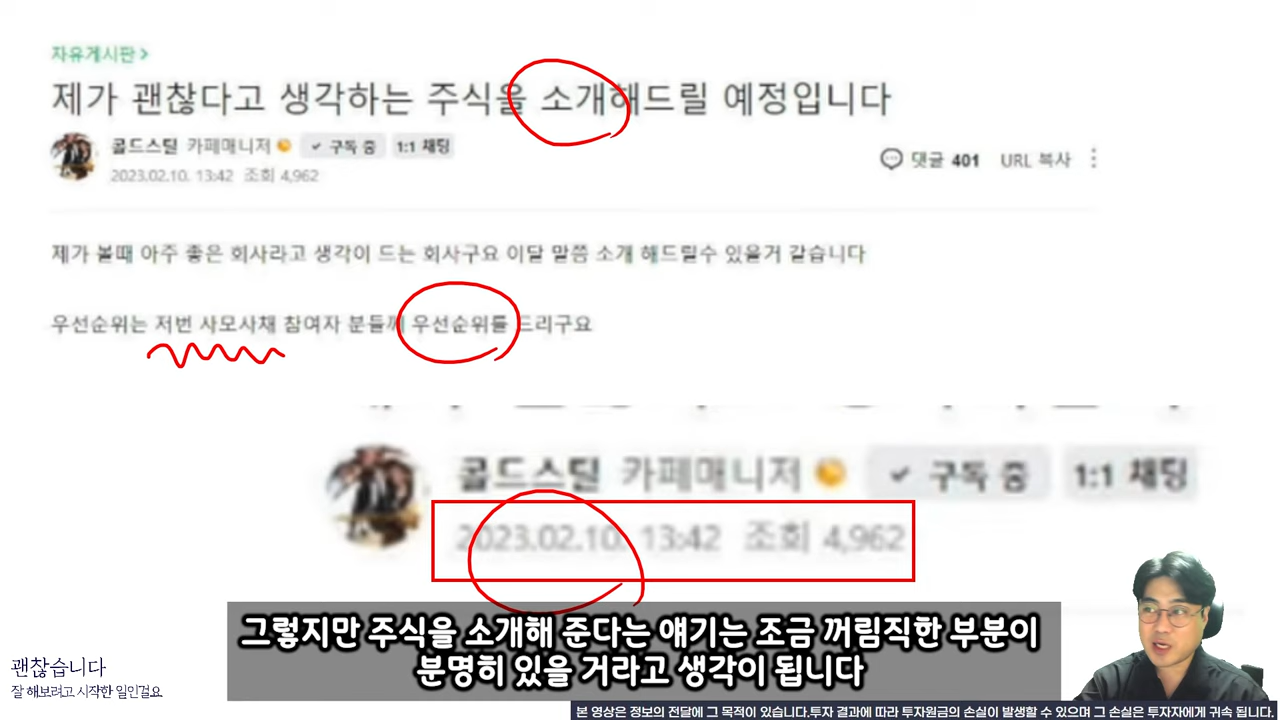 자유게시판 >
제가 괜찮다고 생각하는 주식을 소개해드릴 예정입니다
골드스틸 카페매니저 ✓ 구독 중 1:1 채팅
2023.02.10. 13:42 조회 4,962
댓글 401 URL 복사
제가 볼때 아주 좋은 회사라고 생각이 드는 회사구요 이달 말쯤 소개 해드릴수 있을거 같습니다
우선순위는 저번 사모사채 참여자 분들께 우선순위를 드리구요
골드스틸 카페매니저 ✓ 구독 중 1:1 채팅
2023.02.10. 13:42 조회 4,962
그렇지만 주식을 소개해 준다는 얘기는 조금 꺼림직한 부분이
분명히 있을 거라고 생각이 됩니다
괜찮습니다
잘 해보려고 시작한 일인걸요
본 영상은 정보의 전달에 그 목적이 있습니다.투자 결과에 따라 투자원금의 손실이 발생할 수 있으며 그 손실은 투자자에게 귀속 됩니다.